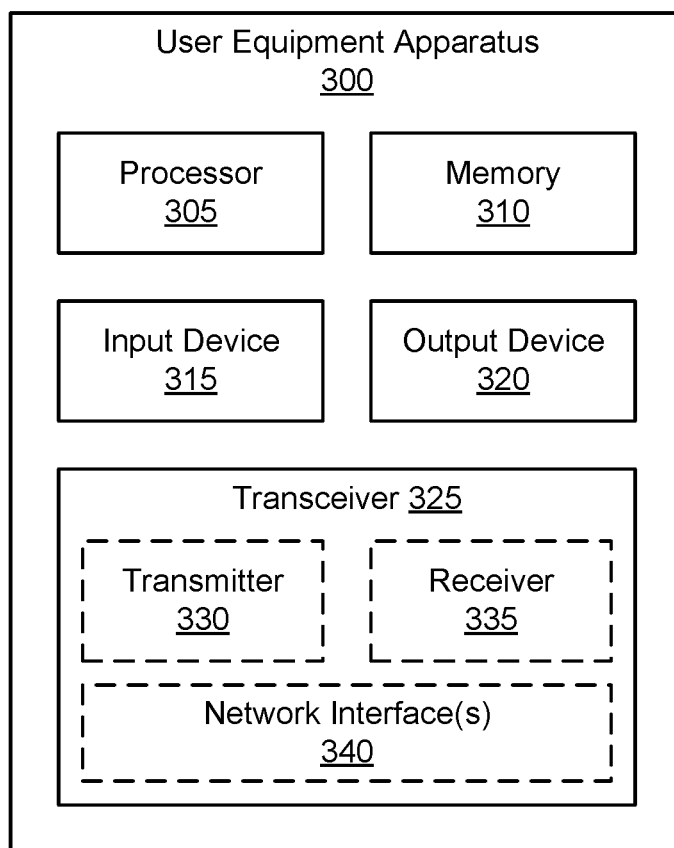 User Equipment Apparatus
300
Processor
305
Memory
310
Input Device
315
Output Device
320
Transceiver 325
Transmitter
330
Receiver
335
Network Interface(s)
340